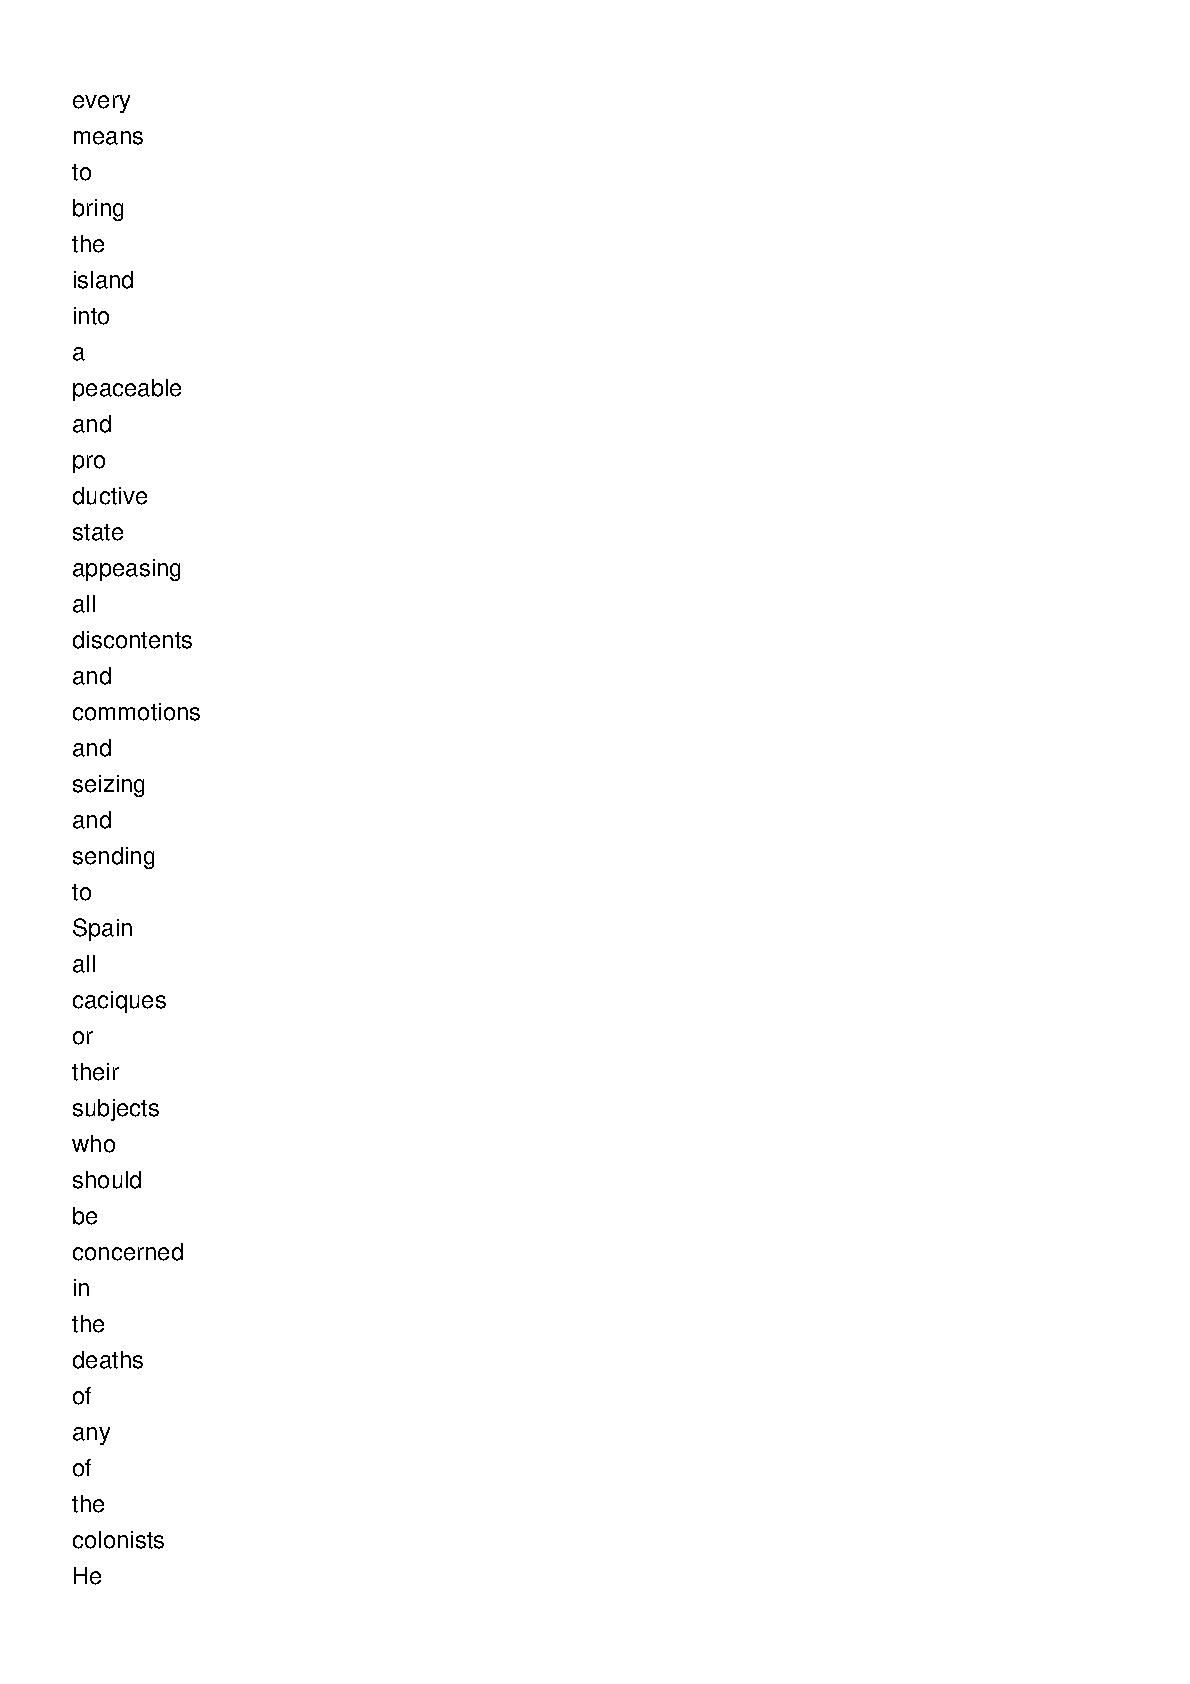 every
means
to
bring
the
island
into
a
peaceable
and
pro
ductive
state
appeasing
all
discontents
and
commotions
and
seizing
and
sending
to
Spain
all
caciques
or
their
subjects
who
should
be
concerned
in
the
deaths
of
any
of
the
colonists
He